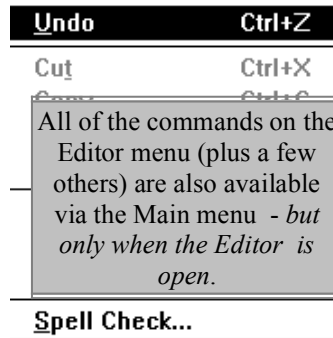 Undo Ctrl+Z
Cut Ctrl+X
All of the commands on the
Editor menu (plus a few
others) are also available
via the Main menu - but
only when the Editor is
open.
Spell Check...